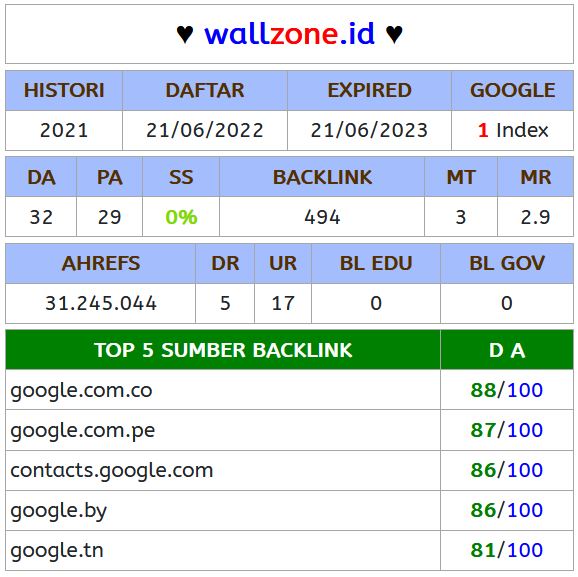 ♥ wallzone.id ♥
HISTORI DAFTAR EXPIRED GOOGLE
2021 21/06/2022 21/06/2023 1 Index
DA PA SS BACKLINK MT MR
32 29 0% 494 3 2.9
AHREFS DR UR BL EDU BL GOV
31.245.044 5 17 0 0
TOP 5 SUMBER BACKLINK D A
google.com.co 88/100
google.com.pe 87/100
contacts.google.com 86/100
google.by 86/100
google.tn 81/100